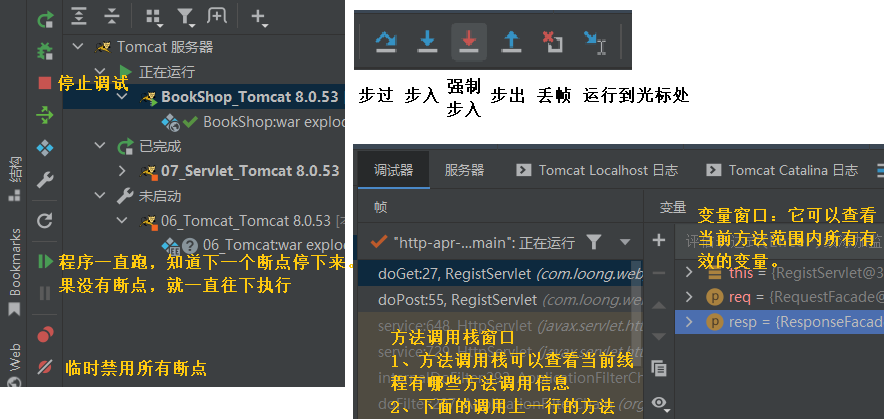 Tomcat 服务器
正在运行
停止调试
BookShop_Tomcat 8.0.53
BookShop:war explo
已完成
07_Servlet_Tomcat 8.0.53
未启动
06_Tomcat_Tomcat 8.0.53 [本
06_Tomcat:war explo
结构
Bookmarks
Web
程序一直跑，知道下一个断点停下来。
果没有断点，就一直往下执行
临时禁用所有断点
步过 步入 强制步入 步出 丢帧 运行到光标处
调试器 服务器 Tomcat Localhost 日志 Tomcat Catalina 日志
帧
变量
"http-apr-...main": 正在运行
变量窗口：它可以查看
当前方法范围内所有有
效的变量。
doGet:27, RegistServlet (com.loong.web
doPost:55, RegistServlet (com.loong.web
service:648, HttpServlet (javax.servlet.htt
this = {RegistServlet@3
req = {RequestFacade@
resp = {ResponseFacad
方法调用栈窗口
1、方法调用栈可以查看当前线
程有哪些方法调用信息
2、下面的调用上一行的方法